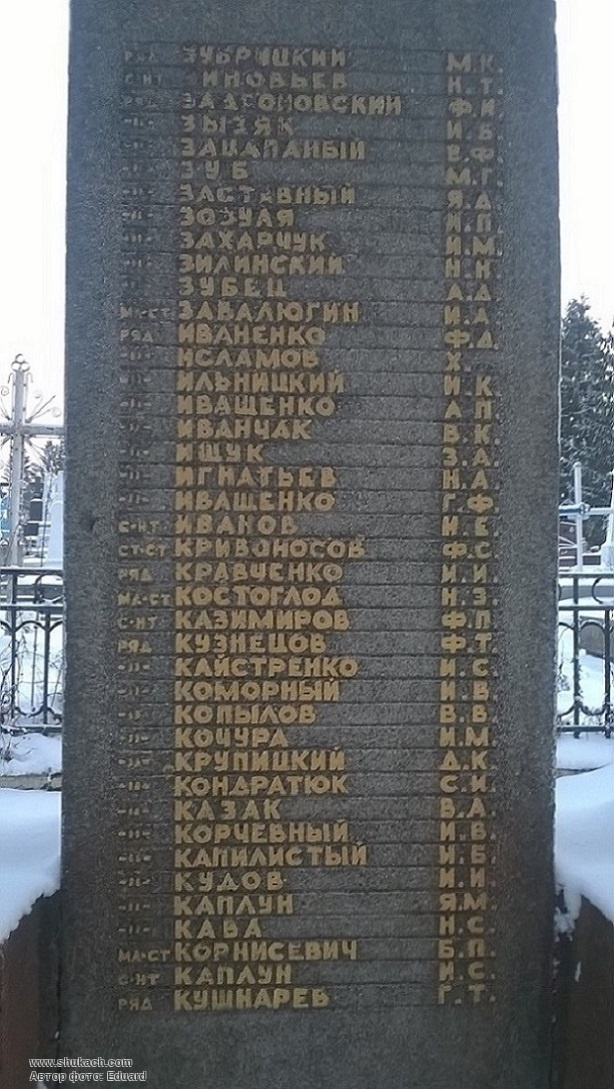 РЯД ЗУБРИЦКИЙ М.К.
С-НТ ЗИНОВЬЕВ Н.Т.
РЯД ЗАДРОНОВСКИЙ Ф.И
-"- ЗЫЗЯК И.Б
-"- ЗАЦАПАНЫЙ В.Ф.
-"- ЗУБ М.Г.
-"- ЗАСТАВНЫЙ Я.Д
-"- ЗОЗУЛЯ Н.П.
-"- ЗАХАРЧУК И.М
-"- ЗИЛИНСКИЙ Н.Н
-"- ЗУБЕЦ А.Д
МЛ-СТ ЗАВАЛЮГИН И.А
РЯД ИВАНЕНКО Ф.Д.
-"- ИСЛАМОВ Х.
-"- ИЛЬНИЦКИЙ И.К.
-"- ИВАЩЕНКО А.П.
-"- ИВАНЧАК В.К.
-"- ИЩУК З.А.
-"- ИГНАТЬЕВ Н.А
-"- ИВАЩЕНКО Г.Ф
С-НТ ИВАНОВ И.Е
СТ-СТ КРИВОНОСОВ Ф.С.
РЯД КРАВЧЕНКО И.И.
МЛ-СТ КОСТОГЛОД Н.З.
С-НТ КАЗИМИРОВ Ф.П
РЯД КУЗНЕЦОВ Ф.Т
-"- КАЙСТРЕНКО И.С.
-"- КОМОРНЫЙ И.В
-"- КОПЫЛОВ В.В.
-"- КОЧУРА И.М
-"- КРУПИЦКИЙ Д.К
-"- КОНДРАТЮК С.И.
-"- КАЗАК В.А.
-"- КОРЧЕВНЫЙ И.В.
-"- КАПИЛИСТЫЙ И.Б
-"- КУДОВ И.И
-"- КАПЛУН Я.М.
-"- КАВА Н.С.
МЛ-СТ КОРНИСЕВИЧ Б.П.
С-НТ КАПЛУН И.С.
РЯД КУШНАРЕВ Г.Т.
www.shukach.com
Автор фото: Eduard